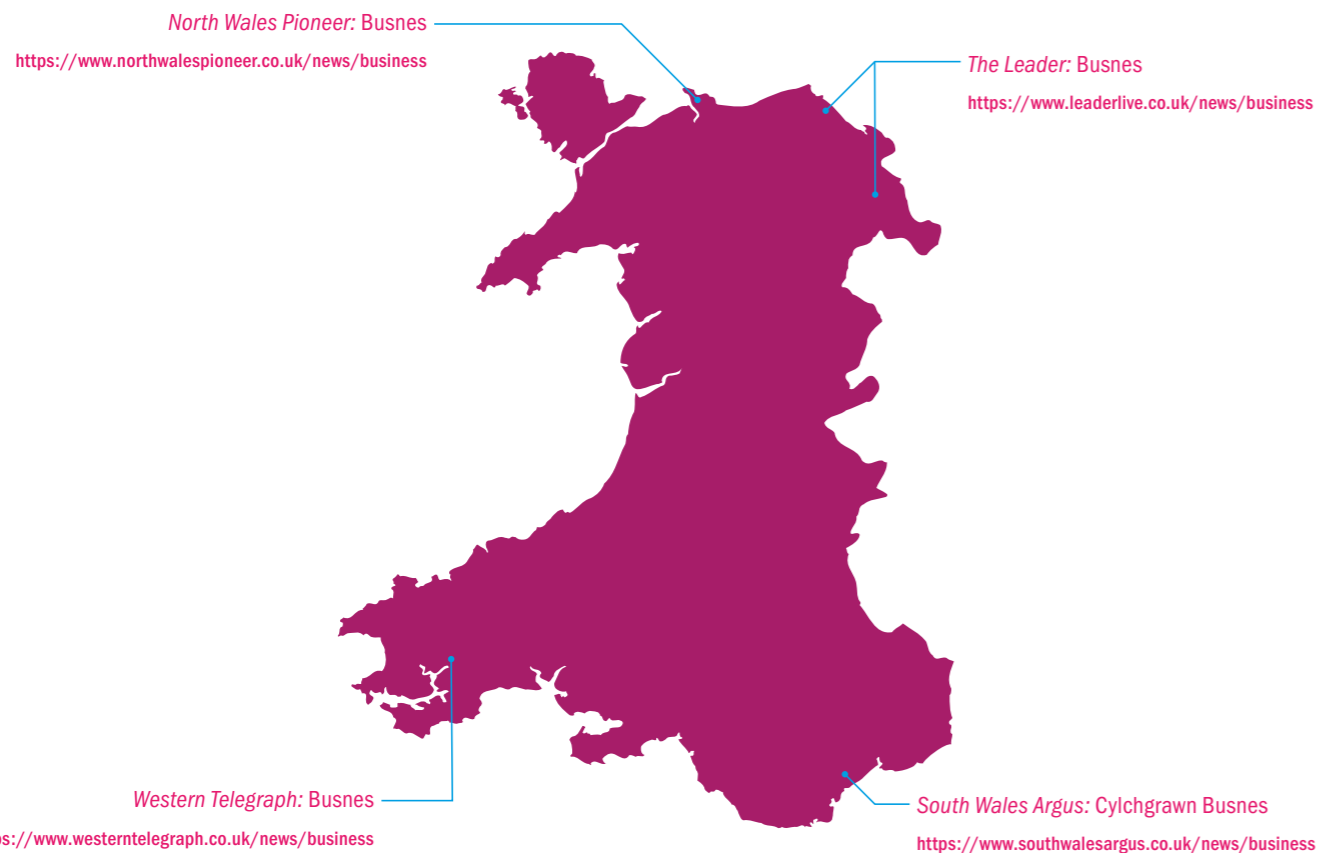 North Wales Pioneer: Busnes
https://www.northwalespioneer.co.uk/news/business
The Leader: Busnes
https://www.leaderlive.co.uk/news/business
Western Telegraph: Busnes
ps://www.westerntelegraph.co.uk/news/business
South Wales Argus: Cylchgrawn Busnes
https://www.southwalesargus.co.uk/news/business